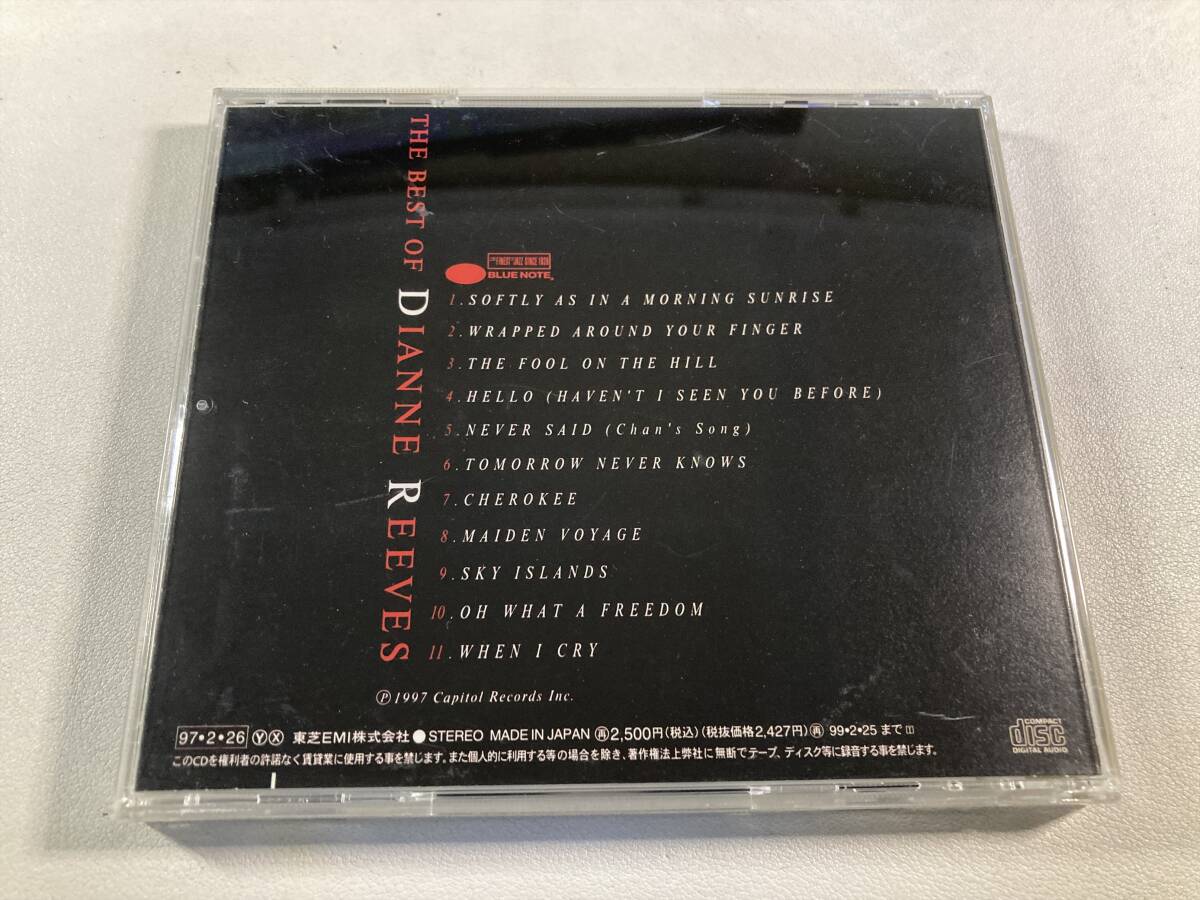 THE BEST OF DIANNE REEVES
THE FINEST IN JAZZ SINCE 1939
BLUE NOTE®
1. SOFTLY AS IN A MORNING SUNRISE
2. WRAPPED AROUND YOUR FINGER
3. THE FOOL ON THE HILL
4. HELLO (HAVEN'T I SEEN YOU BEFORE)
5. NEVER SAID (Chan's Song)
6. TOMORROW NEVER KNOWS
7. CHEROKEE
8. MAIDEN VOYAGE
9. SKY ISLANDS
10. OH WHAT A FREEDOM
11. WHEN I CRY
Ⓟ1997 Capitol Records Inc.
97・2・26 Ⓨ Ⓧ 東芝EMI株式会社 ● STEREO MADE IN JAPAN 再 2,500円(税込)(税抜価格2,427円) 再 99・2・25 まで
このCDを権利者の許諾なく賃貸業に使用する事を禁じます。また個人的に利用する等の場合を除き、著作権法上弊社に無断でテープ、ディスク等に録音する事を禁じます。
COMPACT
disc
DIGITAL AUDIO